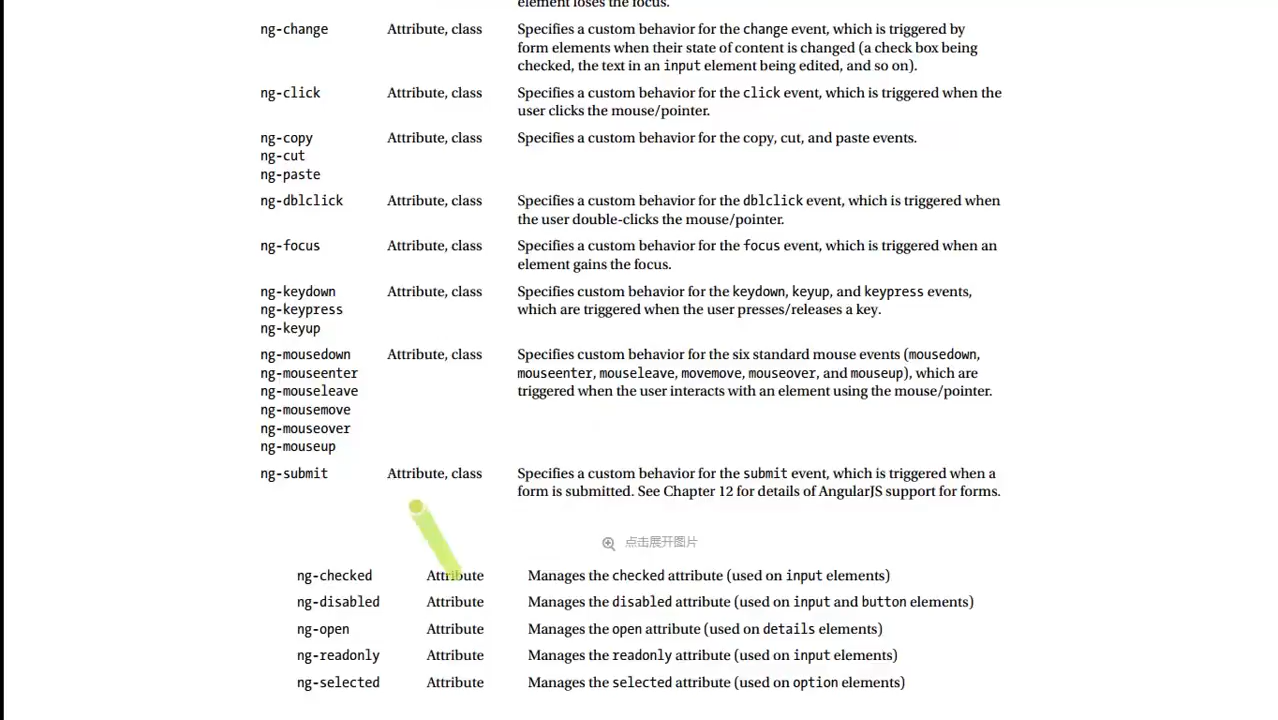 element loses the focus.
ng-change Attribute, class Specifies a custom behavior for the change event, which is triggered by
form elements when their state of content is changed (a check box being
checked, the text in an input element being edited, and so on).
ng-click Attribute, class Specifies a custom behavior for the click event, which is triggered when the
user clicks the mouse/pointer.
ng-copy Attribute, class Specifies a custom behavior for the copy, cut, and paste events.
ng-cut
ng-paste
ng-dblclick Attribute, class Specifies a custom behavior for the dblclick event, which is triggered when
the user double-clicks the mouse/pointer.
ng-focus Attribute, class Specifies a custom behavior for the focus event, which is triggered when an
element gains the focus.
ng-keydown Attribute, class Specifies custom behavior for the keydown, keyup, and keypress events,
ng-keypress which are triggered when the user presses/releases a key.
ng-keyup
ng-mousedown Attribute, class Specifies custom behavior for the six standard mouse events (mousedown,
ng-mouseenter mouseenter, mouseleave, movemove, mouseover, and mouseup), which are
ng-mouseleave triggered when the user interacts with an element using the mouse/pointer.
ng-mousemove
ng-mouseover
ng-mouseup
ng-submit Attribute, class Specifies a custom behavior for the submit event, which is triggered when a
form is submitted. See Chapter 12 for details of AngularJS support for forms.
点击展开图片
ng-checked Attribute Manages the checked attribute (used on input elements)
ng-disabled Attribute Manages the disabled attribute (used on input and button elements)
ng-open Attribute Manages the open attribute (used on details elements)
ng-readonly Attribute Manages the readonly attribute (used on input elements)
ng-selected Attribute Manages the selected attribute (used on option elements)